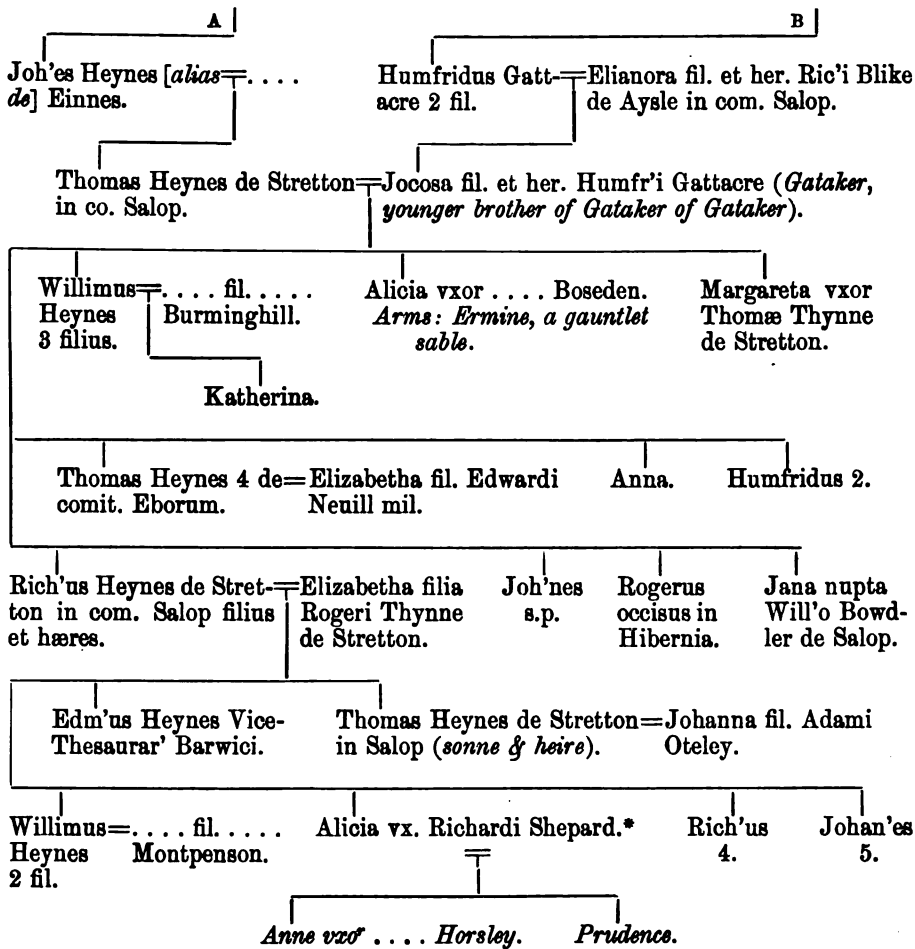 A B
Joh'es Heynes [alias=. . . .
de] Einnes.
Humfridus Gatt-=Elianora fil. et her. Ric'i Blike
acre 2 fil. de Aysle in com. Salop.
Thomas Heynes de Stretton=Jocosa fil. et her. Humfr'i Gattacre (Gataker,
in co. Salop. younger brother of Gataker of Gataker).
Willimus=. . . . fil. . . . .
Heynes Burminghill.
3 filius.
Alicia vxor . . . . Boseden.
Arms: Ermine, a gauntlet
sable.
Margareta vxor
Thomæ Thynne
de Stretton.
Katherina.
Thomas Heynes 4 de=Elizabetha fil. Edwardi
comit. Eborum. Neuill mil.
Anna.
Humfridus 2.
Rich'us Heynes de Stret-=Elizabetha filia
ton in com. Salop filius Rogeri Thynne
et hæres. de Stretton.
Joh'nes
s.p.
Rogerus
occisus in
Hibernia.
Jana nupta
Will'o Bowd-
ler de Salop.
Edm'us Heynes Vice-
Thesaurar' Barwici.
Thomas Heynes de Stretton=Johanna fil. Adami
in Salop (sonne & heire). Oteley.
Willimus=. . . . fil. . . . .
Heynes Montpenson.
2 fil.
Alicia vx. Richardi Shepard.*
Rich'us
4.
Johan'es
5.
Anne vxor . . . . Horsley.
Prudence.